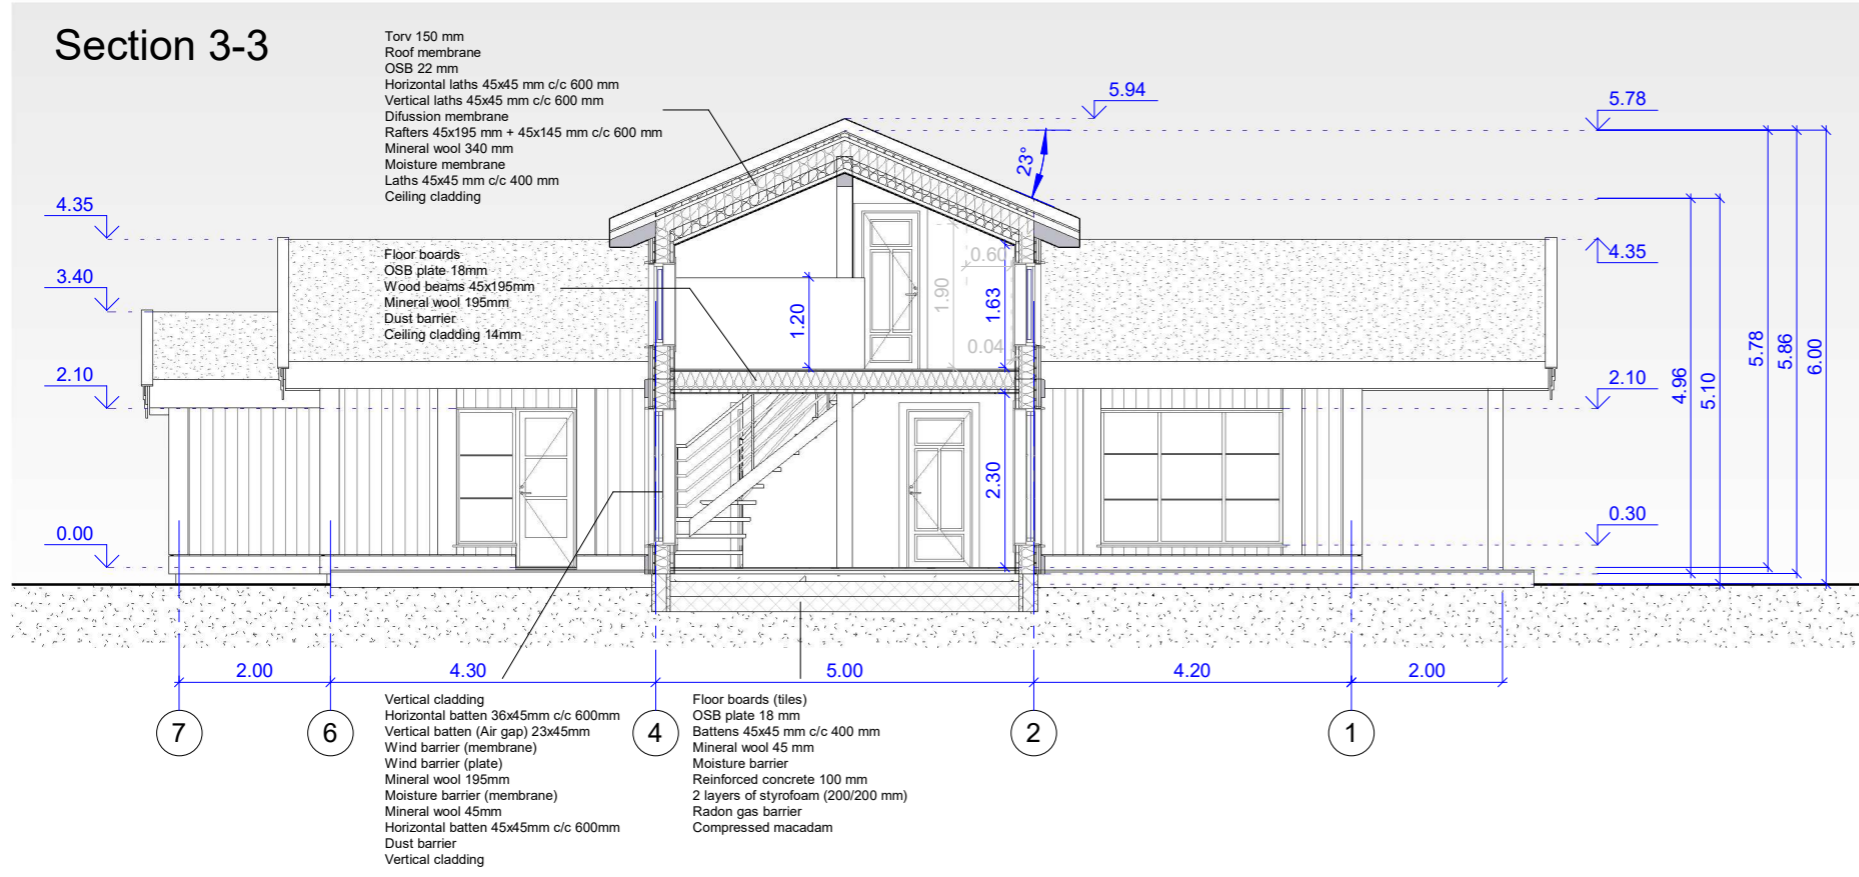 Section 3-3
Torv 150 mm
Roof membrane
OSB 22 mm
Horizontal laths 45x45 mm c/c 600 mm
Vertical laths 45x45 mm c/c 600 mm
Difussion membrane
Rafters 45x195 mm + 45x145 mm c/c 600 mm
Mineral wool 340 mm
Moisture membrane
Laths 45x45 mm c/c 400 mm
Ceiling cladding
5.94
5.78
23°
4.35
3.40
2.10
0.00
Floor boards
OSB plate 18mm
Wood beams 45x195mm
Mineral wool 195mm
Dust barrier
Ceiling cladding 14mm
1.20
1.90
0.60
1.63
0.04
2.30
4.35
2.10
0.30
4.96
5.10
5.78
5.86
6.00
2.00
4.30
5.00
4.20
2.00
7
6
4
2
1
Vertical cladding
Horizontal batten 36x45mm c/c 600mm
Vertical batten (Air gap) 23x45mm
Wind barrier (membrane)
Wind barrier (plate)
Mineral wool 195mm
Moisture barrier (membrane)
Mineral wool 45mm
Horizontal batten 45x45mm c/c 600mm
Dust barrier
Vertical cladding
Floor boards (tiles)
OSB plate 18 mm
Battens 45x45 mm c/c 400 mm
Mineral wool 45 mm
Moisture barrier
Reinforced concrete 100 mm
2 layers of styrofoam (200/200 mm)
Radon gas barrier
Compressed macadam